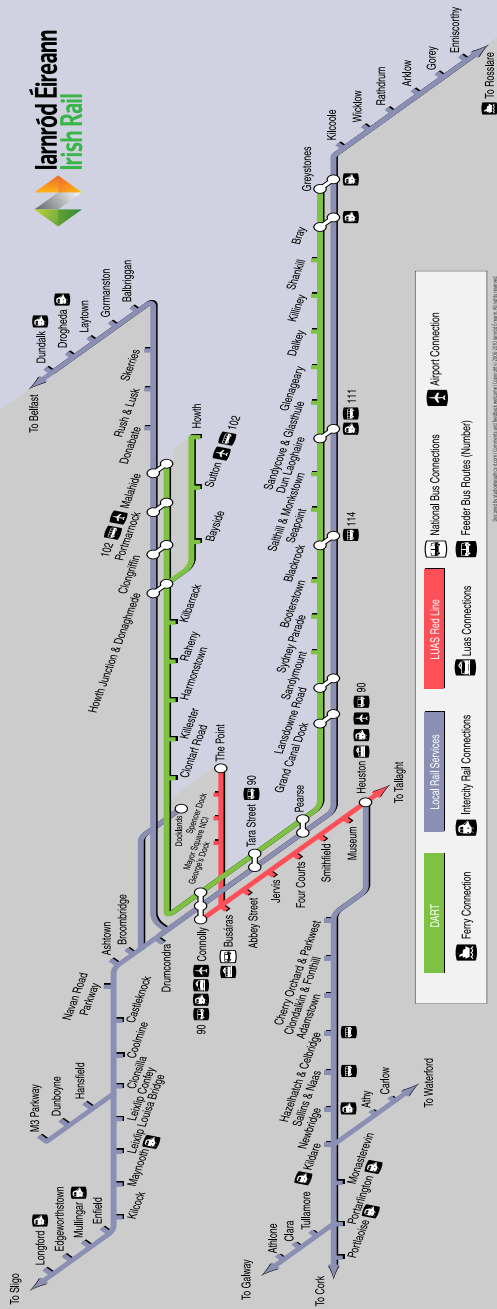 Iarnród Éireann
Irish Rail
To Belfast
Dundalk
Drogheda
Laytown
Gormanston
Balbriggan
Skerries
Rush & Lusk
Donabate
Malahide
102
Portmarnock
Clongriffin
Howth Junction & Donaghmede
Howth
102
Sutton
Bayside
Kilbarrack
Raheny
Harmonstown
Killester
Clontarf Road
The Point
Spencer Dock
Mayor Square NCI
George's Dock
Docklands
Tara Street
90
Pearse
Connolly
90
Busáras
Abbey Street
Jervis
Four Courts
Smithfield
Museum
Heuston
90
To Tallaght
Grand Canal Dock
Lansdowne Road
Sandymount
Sydney Parade
Booterstown
Blackrock
114
Seapoint
Salthill & Monkstown
Dun Laoghaire
111
Sandycove & Glasthule
Glenageary
Dalkey
Killiney
Shankill
Bray
Greystones
Kilcoole
Wicklow
Rathdrum
Arklow
Gorey
Enniscorthy
To Rosslare
Drumcondra
Broombridge
Ashtown
Navan Road
Parkway
Castleknock
Coolmine
Clonsilla
Hansfield
Dunboyne
M3 Parkway
Leixlip Confey
Leixlip Louisa Bridge
Maynooth
Kilcock
Enfield
Mullingar
Edgeworthstown
Longford
To Sligo
Cherry Orchard & Parkwest
Clondalkin & Fonthill
Adamstown
Hazelhatch & Celbridge
Sallins & Naas
Newbridge
Kildare
Athy
Carlow
To Waterford
Monasterevin
Portarlington
Portlaoise
To Cork
Tullamore
Clara
Athlone
To Galway
DART
Local Rail Services
LUAS Red Line
National Bus Connections
Airport Connection
Ferry Connection
Intercity Rail Connections
Luas Connections
Feeder Bus Routes (Number)